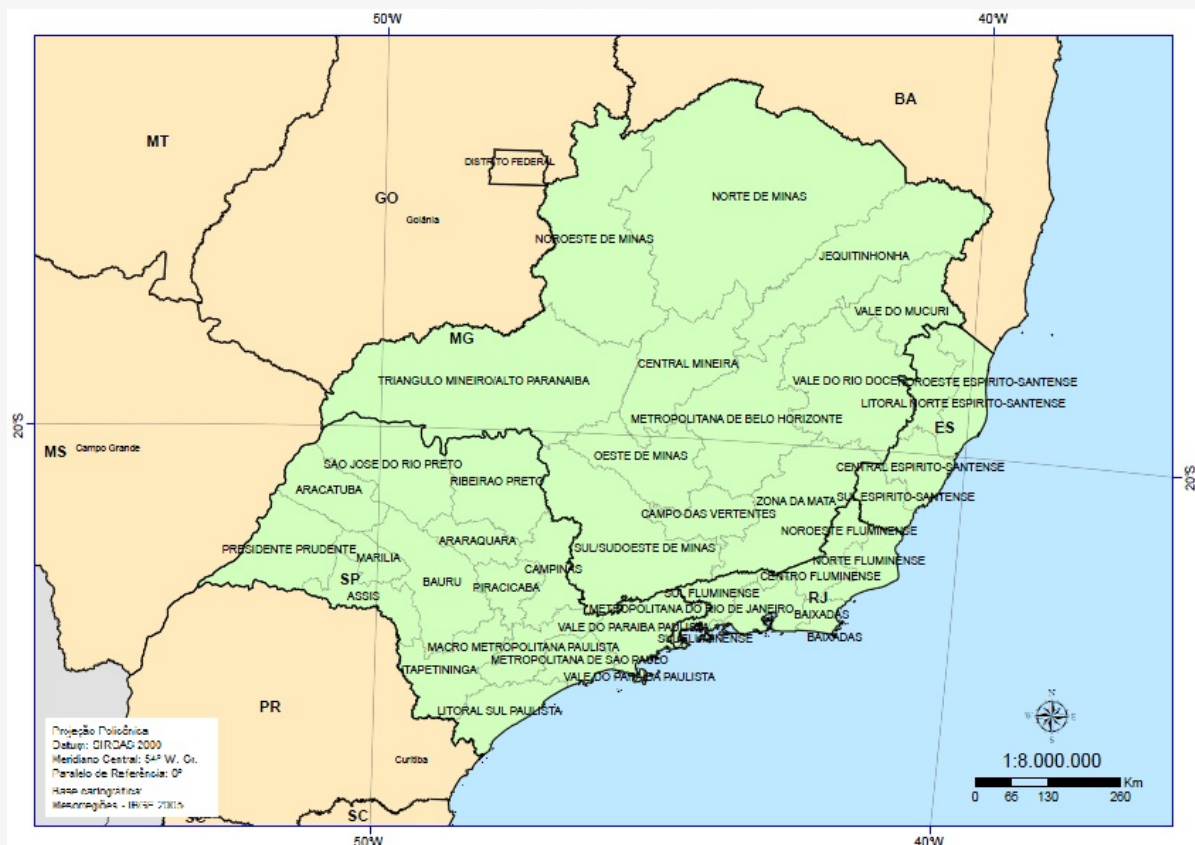 50°W
40°W
BA
MT
DISTRITO FEDERAL
NORTE DE MINAS
GO
Goiânia
NOROESTE DE MINAS
JEQUITINHONHA
VALE DO MUCURI
MG
CENTRAL MINEIRA
TRIANGULO MINEIRO/ALTO PARANAIBA
VALE DO RIO DOCE
NOROESTE ESPIRITO-SANTENSE
LITORAL NORTE ESPIRITO-SANTENSE
METROPOLITANA DE BELO HORIZONTE
20°S
ES
MS
Campo Grande
OESTE DE MINAS
SAO JOSE DO RIO PRETO
CENTRAL ESPIRITO-SANTENSE
20°S
RIBEIRAO PRETO
ARACATUBA
SUL ESPIRITO-SANTENSE
ZONA DA MATA
CAMPO DAS VERTENTES
NOROESTE FLUMINENSE
ARARAQUARA
PRESIDENTE PRUDENTE
SUL/SUDOESTE DE MINAS
MARILIA
NORTE FLUMINENSE
CAMPINAS
CENTRO FLUMINENSE
SP
BAURU
PIRACICABA
SUL FLUMINENSE
ASSIS
RJ
METROPOLITANA DO RIO DE JANEIRO
BAIXADAS
VALE DO PARAIBA PAULISTA
SUL FLUMINENSE
BAIXADAS
MACRO METROPOLITANA PAULISTA
METROPOLITANA DE SAO PAULO
ITAPETININGA
VALE DO PARAIBA PAULISTA
PR
LITORAL SUL PAULISTA
Projeção Policônica
Datum: SIRGAS 2000
Meridiano Central: 54º W. Gr.
Paralelo de Referência: 0º
Base cartográfica:
Mesoregiões - IBGE 2005
Curitiba
N
W E
S
1:8.000.000
Km
0 65 130 260
SC
50°W
40°W